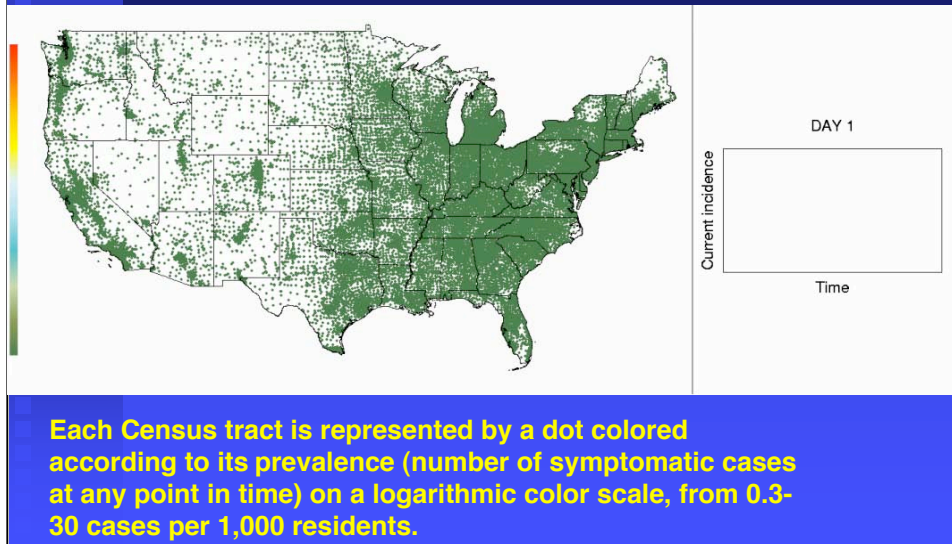 DAY 1
Current incidence
Time
Each Census tract is represented by a dot colored
according to its prevalence (number of symptomatic cases
at any point in time) on a logarithmic color scale, from 0.3-
30 cases per 1,000 residents.